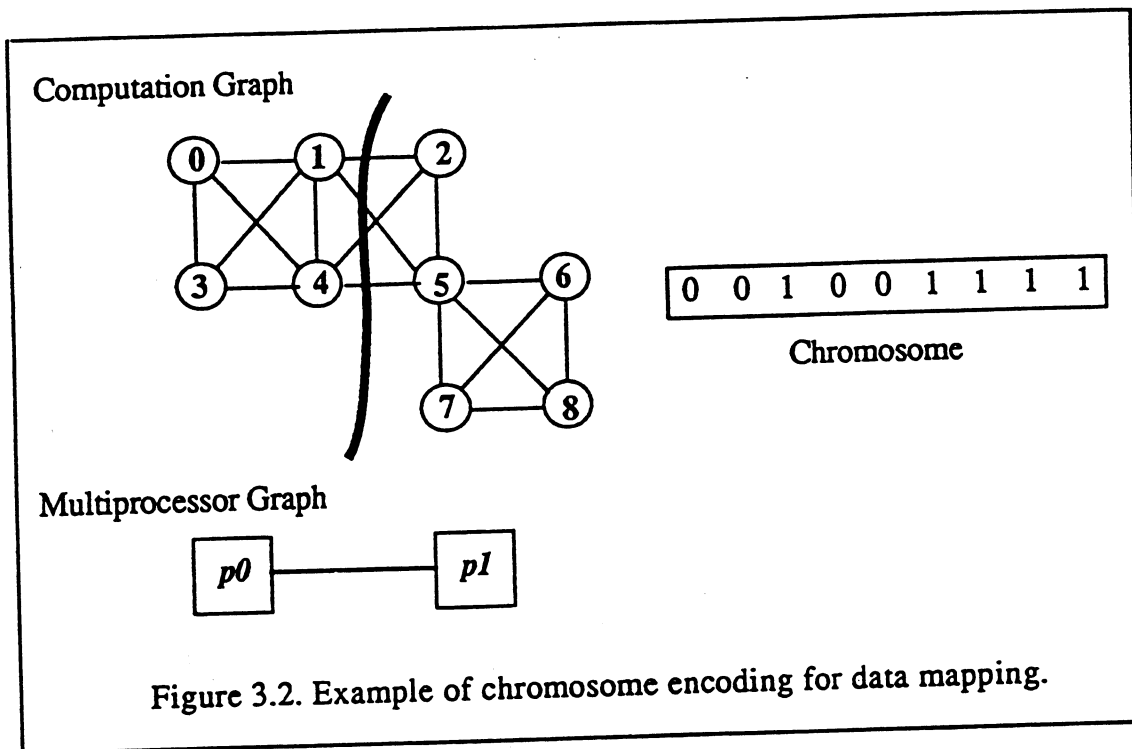 Computation Graph
0 1 2
3 4 5 6
7 8
0 0 1 0 0 1 1 1 1
Chromosome
Multiprocessor Graph
p0 p1
Figure 3.2. Example of chromosome encoding for data mapping.